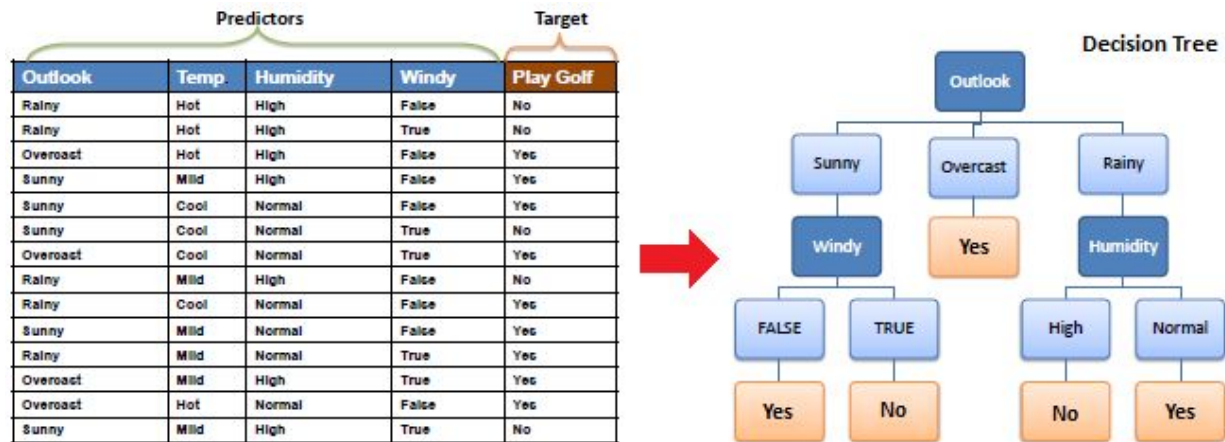 Predictors Target
Outlook Temp. Humidity Windy Play Golf
Rainy Hot High False No
Rainy Hot High True No
Overcast Hot High False Yes
Sunny Mild High False Yes
Sunny Cool Normal False Yes
Sunny Cool Normal True No
Overcast Cool Normal True Yes
Rainy Mild High False No
Rainy Cool Normal False Yes
Sunny Mild Normal False Yes
Rainy Mild Normal True Yes
Overcast Mild High True Yes
Overcast Hot Normal False Yes
Sunny Mild High True No
Decision Tree
Outlook
Sunny Overcast Rainy
Windy Yes Humidity
FALSE TRUE High Normal
Yes No No Yes